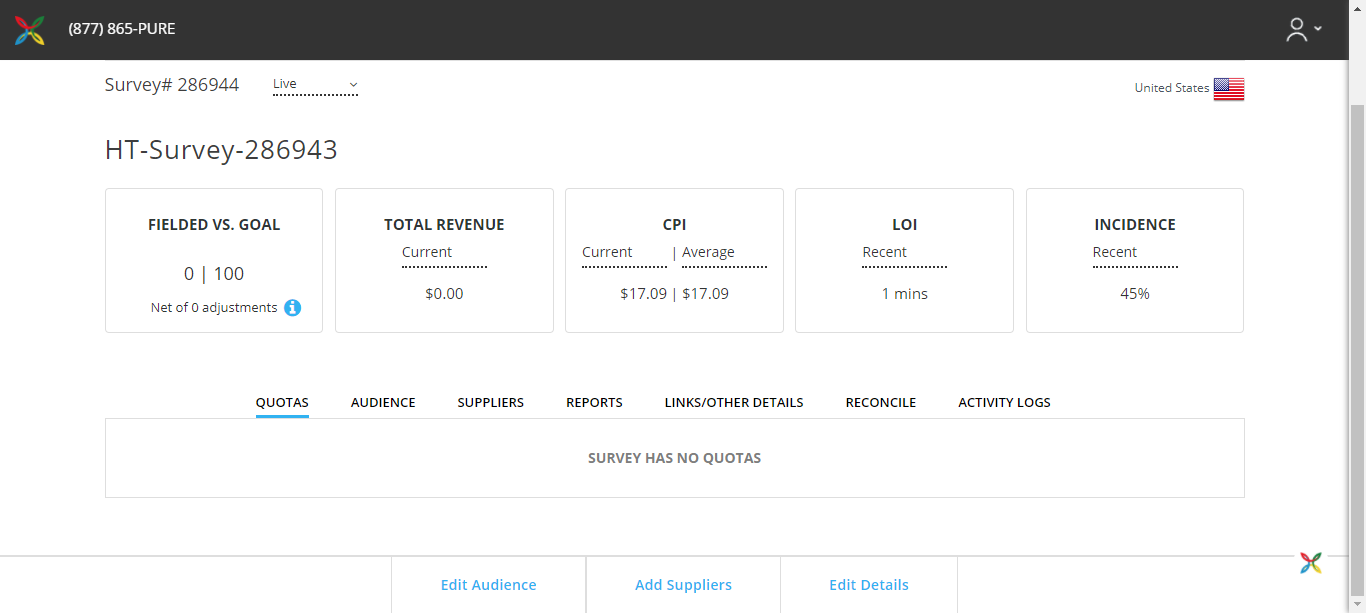 (877) 865-PURE
Survey# 286944
Live
United States
HT-Survey-286943
FIELDED VS. GOAL
0 | 100
Net of 0 adjustments
TOTAL REVENUE
Current
$0.00
CPI
Current | Average
$17.09 | $17.09
LOI
Recent
1 mins
INCIDENCE
Recent
45%
QUOTAS AUDIENCE SUPPLIERS REPORTS LINKS/OTHER DETAILS RECONCILE ACTIVITY LOGS
SURVEY HAS NO QUOTAS
Edit Audience Add Suppliers Edit Details